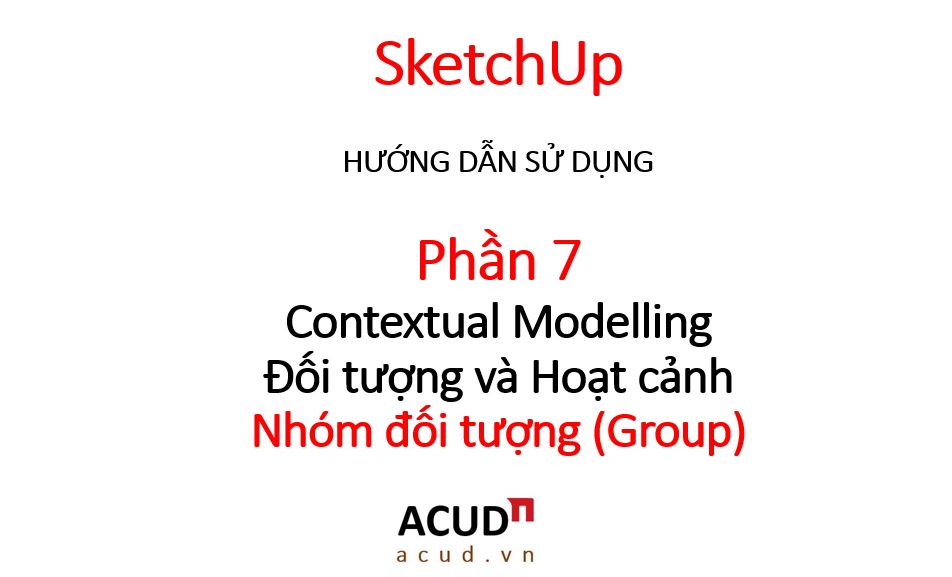 SketchUp
HƯỚNG DẪN SỬ DỤNG
Phần 7
Contextual Modelling
Đối tượng và Hoạt cảnh
Nhóm đối tượng (Group)
ACUD
acud.vn